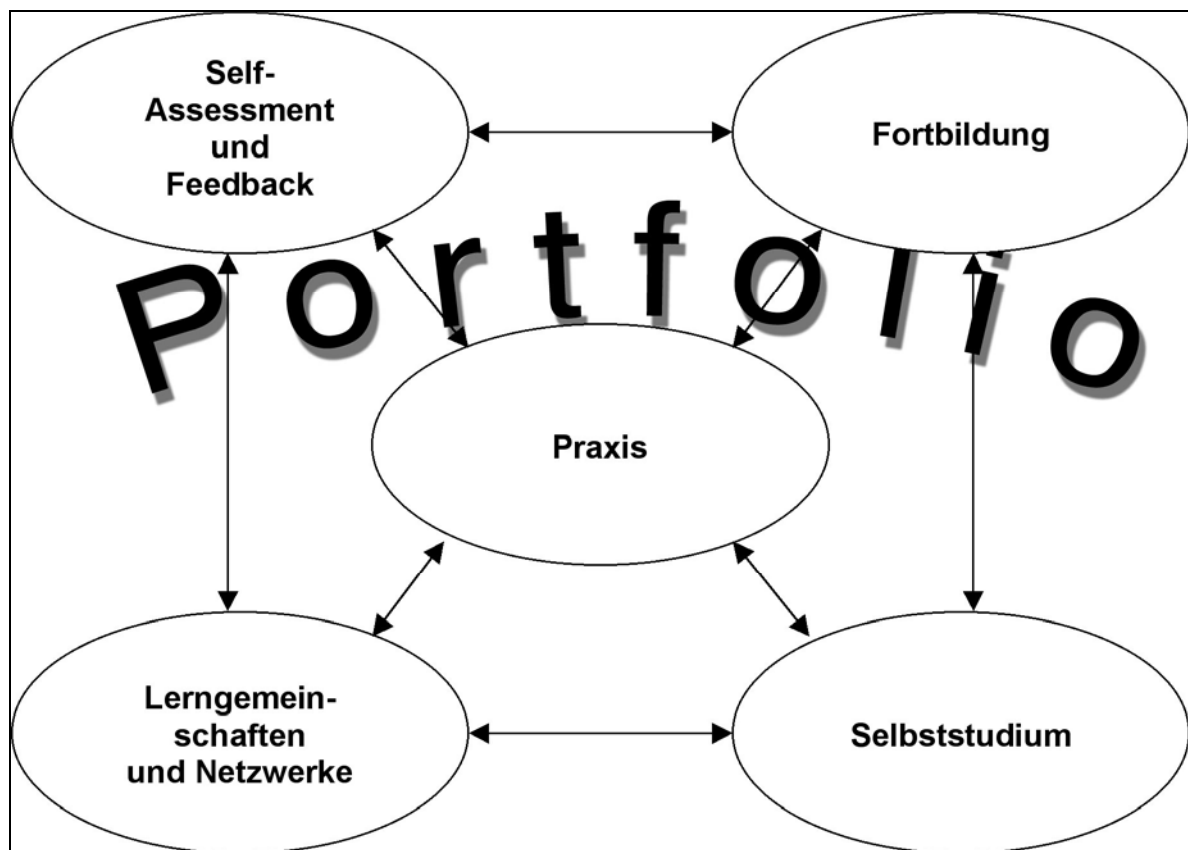 Self-
Assessment
und
Feedback
Fortbildung
Portfolio
Praxis
Lerngemein-
schaften
und Netzwerke
Selbststudium